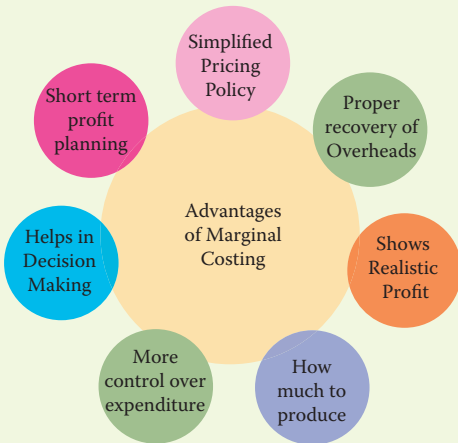 Simplified
Pricing
Policy
Proper
recovery of
Overheads
Shows
Realistic
Profit
How
much to
produce
More
control over
expenditure
Helps in
Decision
Making
Short term
profit
planning
Advantages
of Marginal
Costing